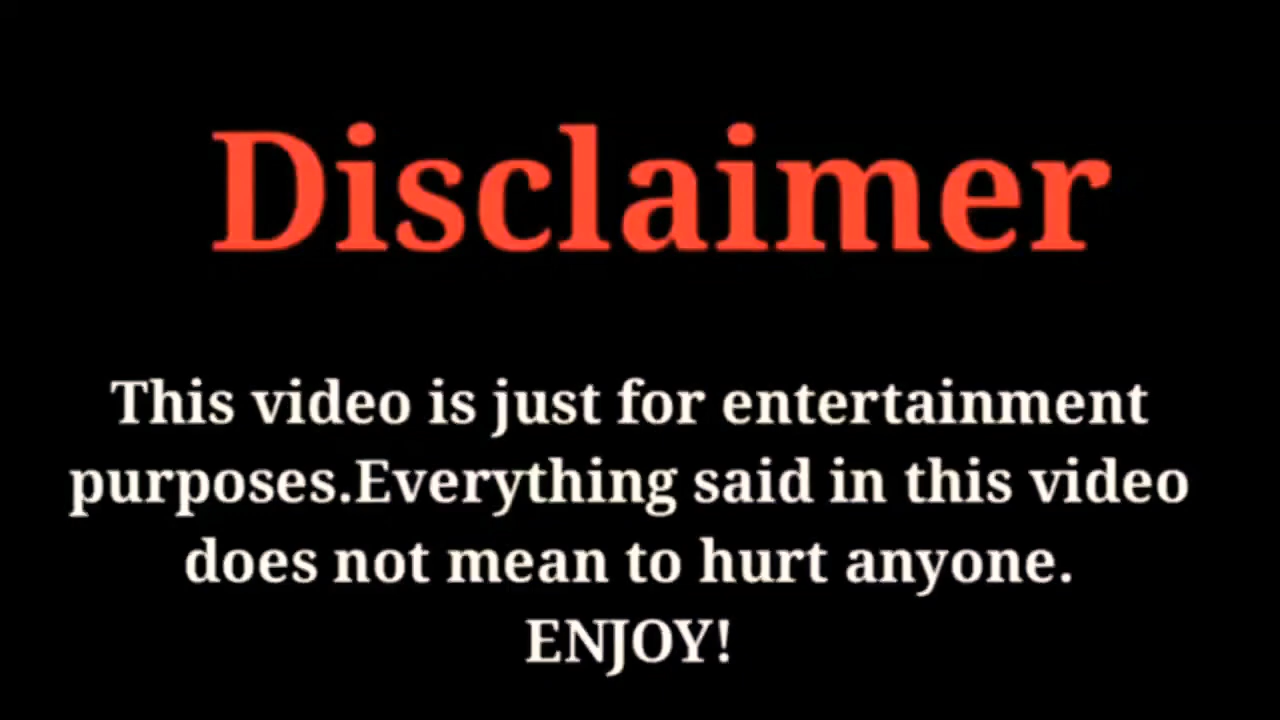 Disclaimer
This video is just for entertainment
purposes.Everything said in this video
does not mean to hurt anyone.
ENJOY!